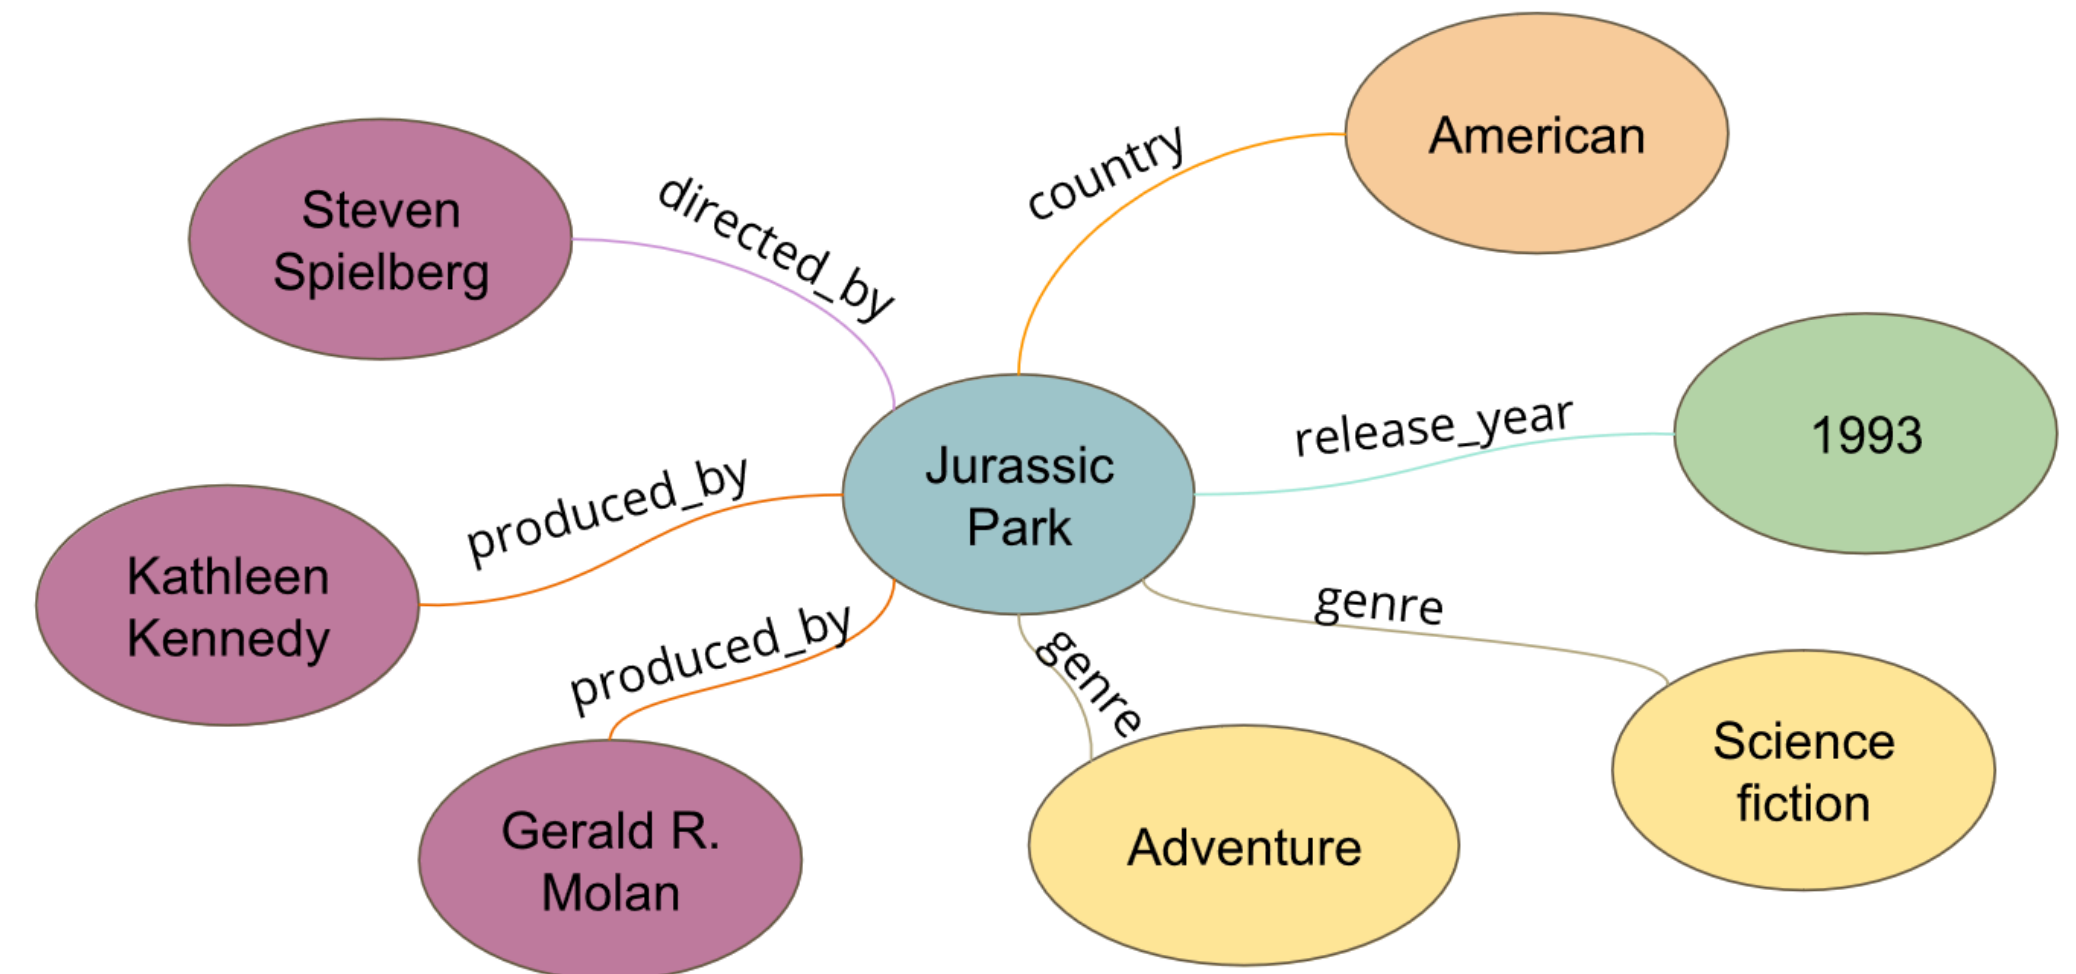 American
country
Steven
Spielberg
directed_by
1993
release_year
Jurassic
Park
produced_by
Kathleen
Kennedy
genre
produced_by
genre
Science
fiction
Gerald R.
Molan
Adventure